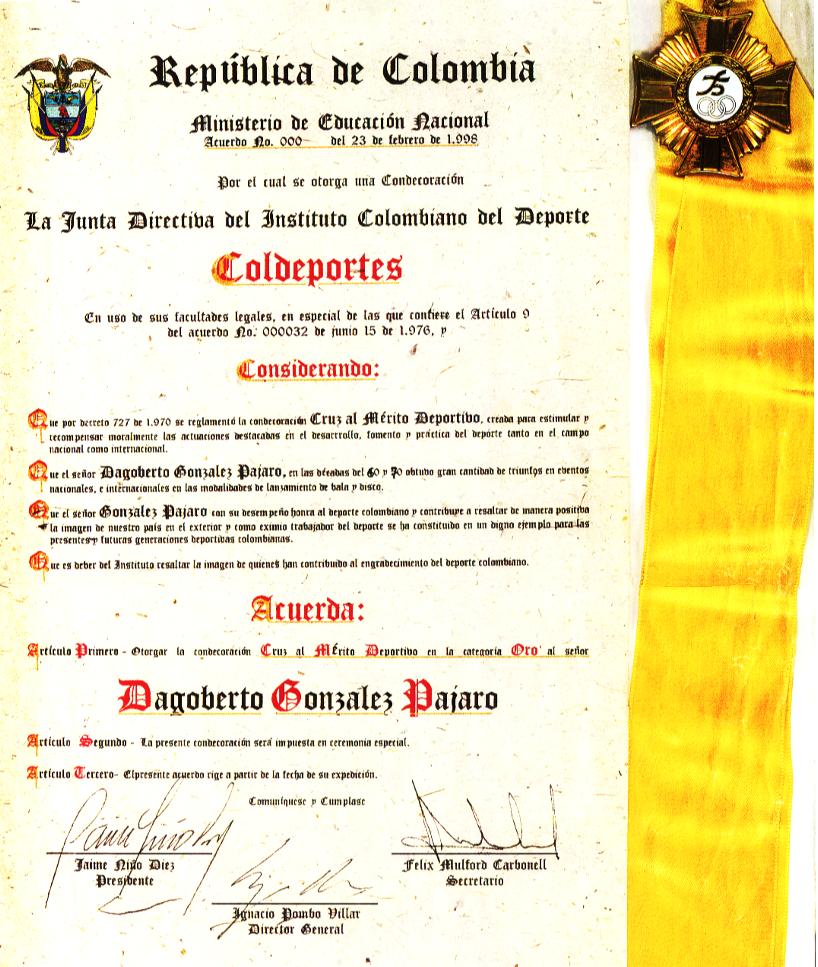 República de Colombia
Ministerio de Educación Nacional
Acuerdo No. 000 del 23 de febrero de 1.998
Por el cual se otorga una Condecoración
La Junta Directiva del Instituto Colombiano del Deporte
Coldeportes
En uso de sus facultades legales, en especial de las que confiere el Artículo 9
del acuerdo No. 000032 de junio 15 de 1.976, y
Considerando:
Que por decreto 727 de 1.970 se reglamentó la condecoración Cruz al Mérito Deportivo, creada para estimular y
recompensar moralmente las actuaciones destacadas en el desarrollo, fomento y práctica del deporte tanto en el campo
nacional como internacional.
Que el señor Dagoberto Gonzalez Pajaro, en las décadas del 60 y 70 obtubo gran cantidad de triunfos en eventos
nacionales, e internacionales en las modalidades de lanzamiento de bala y disco.
Que el señor Gonzalez Pajaro con su desempeño honra al deporte colombiano y contribuye a resaltar de manera positiva
la imagen de nuestro país en el exterior y como eximio trabajador del deporte se ha constituido en un digno ejemplo para las
presentes y futuras generaciones deportivas colombianas.
Que es deber del Instituto resaltar la imagen de quienes han contribuido al engradecimiento del deporte colombiano.
Acuerda:
Artículo Primero - Otorgar la condecoración Cruz al Mérito Deportivo en la categoría Oro al señor
Dagoberto Gonzalez Pajaro
Artículo Segundo - La presente condecoración será impuesta en ceremonia especial.
Artículo Tercero- Elpresente acuerdo rige a partir de la fecha de su expedición.
Comuníquese y Cumplase
Jaime Niño Diez
Presidente
Felix Mulford Carbonell
Secretario
Ignacio Pombo Villar
Director General